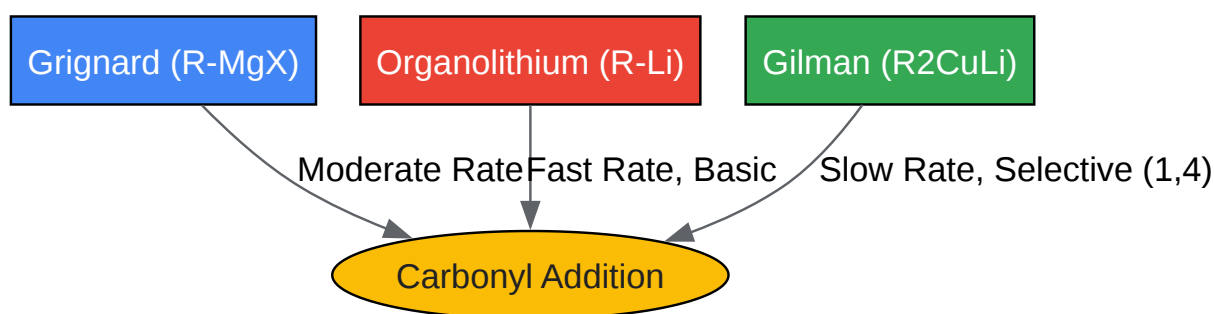 Grignard (R-MgX)
Organolithium (R-Li)
Gilman (R2CuLi)
Moderate Rate
Fast Rate, Basic
Slow Rate, Selective (1,4)
Carbonyl Addition